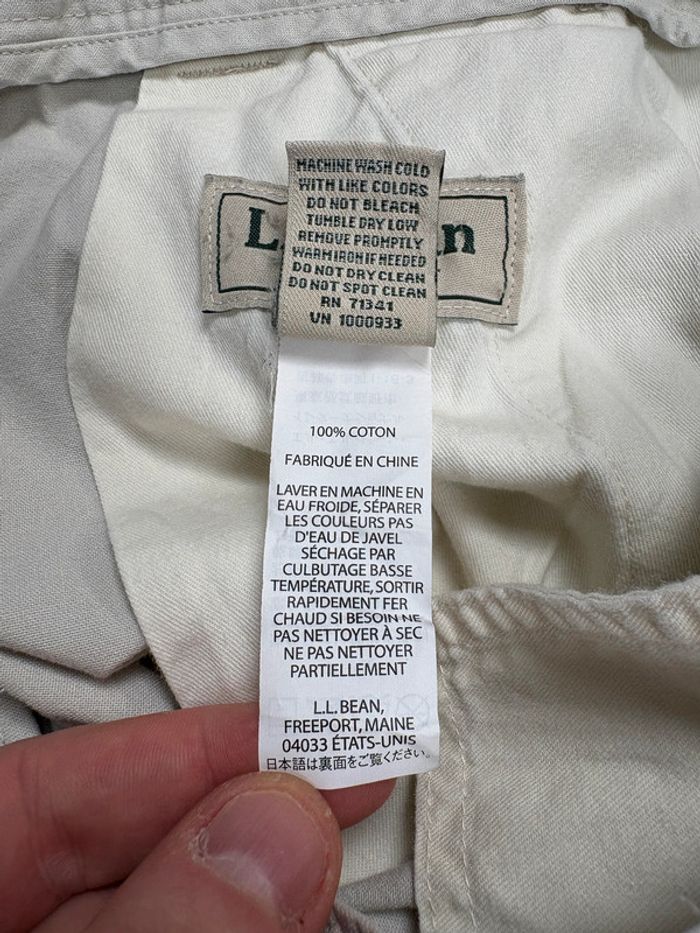 MACHINE WASH COLD
WITH LIKE COLORS
DO NOT BLEACH
TUMBLE DRY LOW
REMOVE PROMPTLY
WARM IRON IF NEEDED
DO NOT DRY CLEAN
DO NOT SPOT CLEAN
RN 71341
VN 1000933
100% COTON
FABRIQUÉ EN CHINE
LAVER EN MACHINE EN
EAU FROIDE, SÉPARER
LES COULEURS PAS
D'EAU DE JAVEL
SÉCHAGE PAR
CULBUTAGE BASSE
TEMPÉRATURE, SORTIR
RAPIDEMENT FER
CHAUD SI BESOIN NE
PAS NETTOYER À SEC
NE PAS NETTOYER
PARTIELLEMENT
L.L.BEAN,
FREEPORT, MAINE
04033 ÉTATS-UNIS
日本語は裏面をご覧ください。